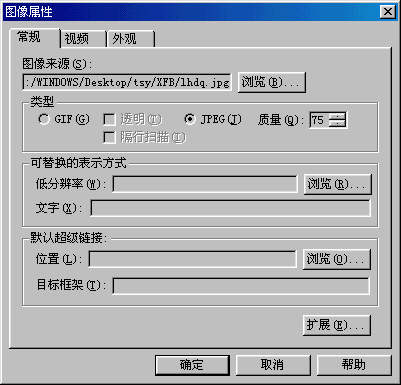 图像属性
常规 视频 外观
图像来源(S):
:/WINDOWS/Desktop/tsy/XFB/lhdq.jpg 浏览(B)...
类型
GIF(G) 透明(T) JPEG(J) 质量(Q): 75
隔行扫描(I)
可替换的表示方式
低分辨率(W): 浏览(R)...
文字(X):
默认超级链接:
位置(L): 浏览(O)...
目标框架(T):
扩展(E)...
确定 取消 帮助